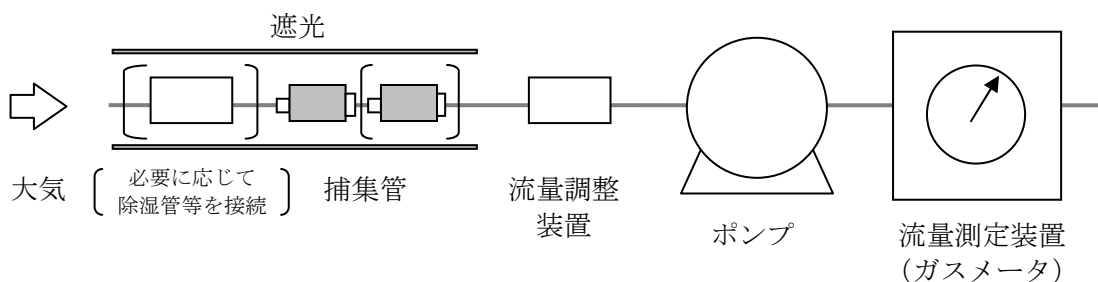 遮光
大気
必要に応じて
除湿管等を接続
捕集管
流量調整
装置
ポンプ
流量測定装置
（ガスメータ）